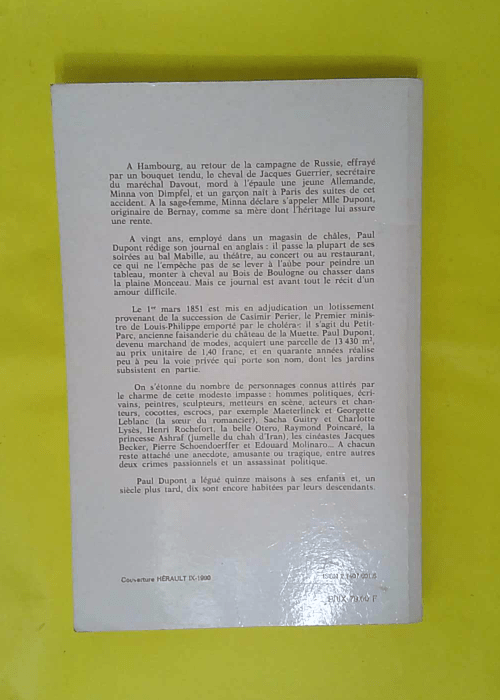 A Hambourg, au retour de la campagne de Russie, effrayé
par un bouquet tendu, le cheval de Jacques Guerrier, secrétaire
du maréchal Davout, mord à l'épaule une jeune Allemande,
Minna von Dimpfel, et un garçon naît à Paris des suites de cet
accident. A la sage-femme, Minna déclare s'appeler Mlle Dupont,
originaire de Bernay, comme sa mère dont l'héritage lui assure
une rente.
A vingt ans, employé dans un magasin de châles, Paul
Dupont rédige son journal en anglais : il passe la plupart de ses
soirées au bal Mabille, au théâtre, au concert ou au restaurant,
ce qui ne l'empêche pas de se lever à l'aube pour peindre un
tableau, monter à cheval au Bois de Boulogne ou chasser dans
la plaine Monceau. Mais ce journal est avant tout le récit d'un
amour difficile.
Le 1er mars 1851 est mis en adjudication un lotissement
provenant de la succession de Casimir Perier, le Premier minis-
tre de Louis-Philippe emporté par le choléra : il s'agit du Petit-
Parc, ancienne faisanderie du château de la Muette. Paul Dupont,
devenu marchand de modes, acquiert une parcelle de 13 430 m²,
au prix unitaire de 1,40 franc, et en quarante années réalise
peu à peu la voie privée qui porte son nom, dont les jardins
subsistent en partie.
On s'étonne du nombre de personnages connus attirés par
le charme de cette modeste impasse : hommes politiques, écri-
vains, peintres, sculpteurs, metteurs en scène, acteurs et chan-
teurs, cocottes, escrocs, par exemple Maeterlinck et Georgette
Leblanc (la sœur du romancier), Sacha Guitry et Charlotte
Lysès, Henri Rochefort, la belle Otero, Raymond Poincaré, la
princesse Ashraf (jumelle du chah d'Iran), les cinéastes Jacques
Becker, Pierre Schoendoerffer et Edouard Molinaro... A chacun
reste attaché une anecdote, amusante ou tragique, entre autres
deux crimes passionnels et un assassinat politique.
Paul Dupont a légué quinze maisons à ses enfants et, un
siècle plus tard, dix sont encore habitées par leurs descendants.
Couverture HÉRAULT IX-1990
ISBN
PRIX